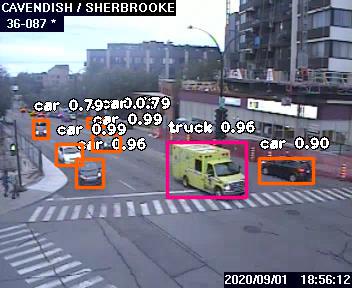 CAVENDISH / SHERBROOKE
36-087 *
car 0.79
car 0.79
car 0.99
car 0.99
car 0.96
truck 0.96
car 0.90
2020/09/01 18:56:12